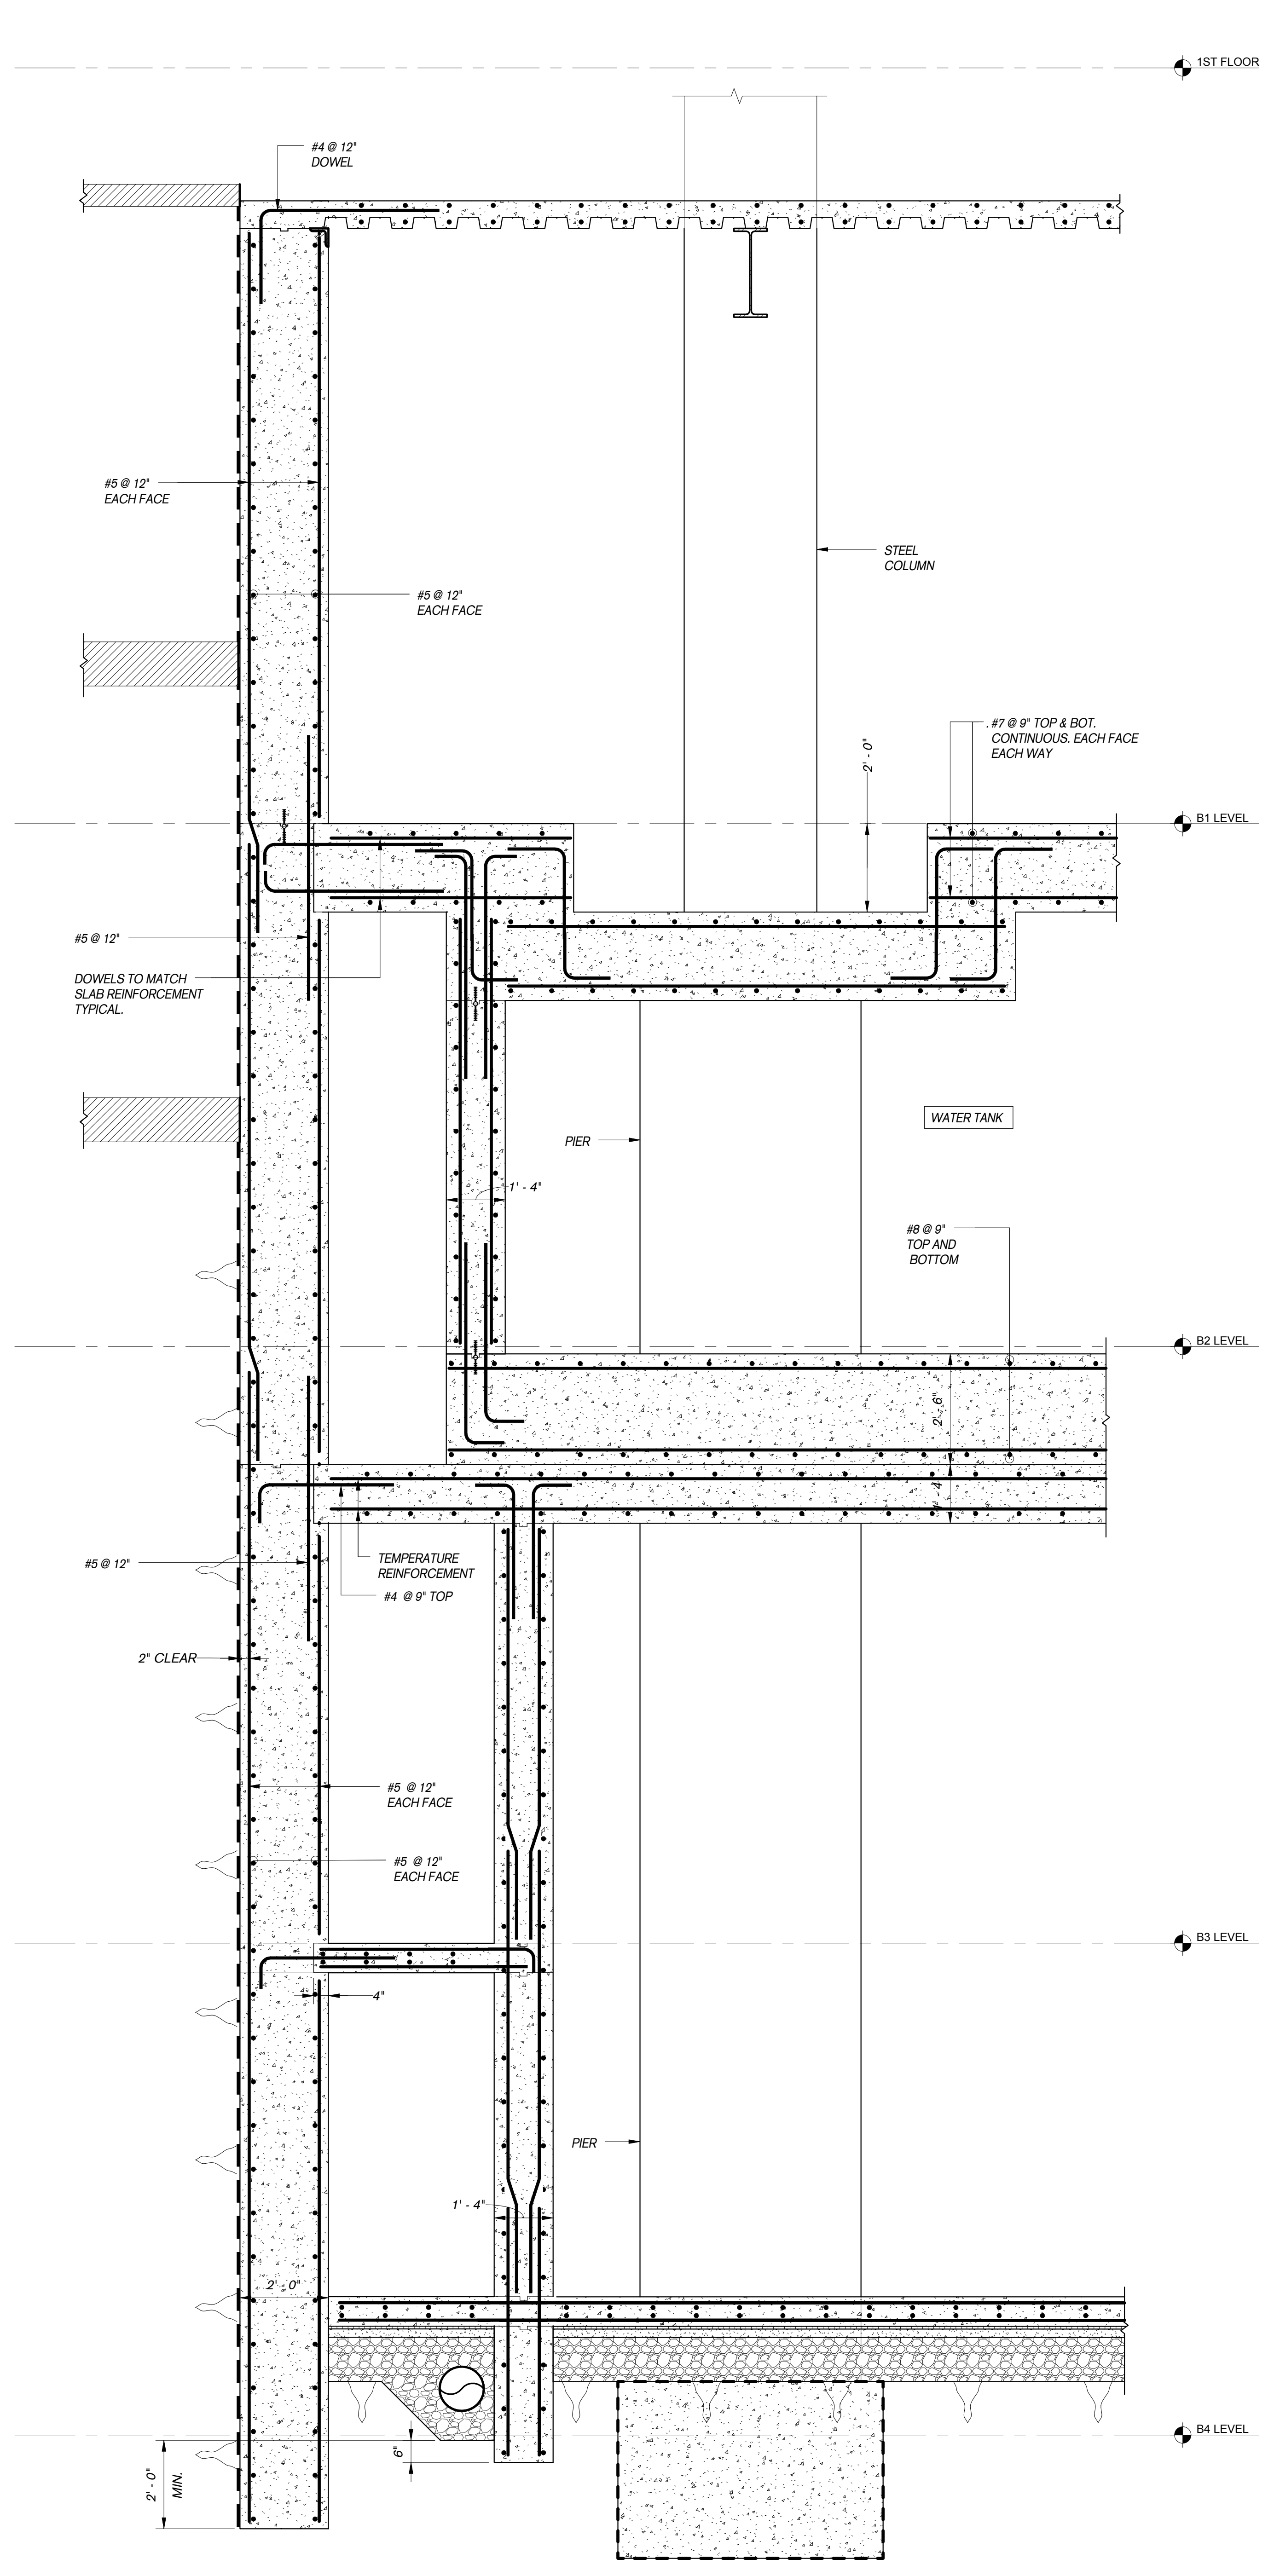 1ST FLOOR
#4 @ 12"
DOWEL
#5 @ 12"
EACH FACE
STEEL
COLUMN
#5 @ 12"
EACH FACE
. #7 @ 9" TOP & BOT.
CONTINUOUS. EACH FACE
EACH WAY
2' - 0"
B1 LEVEL
#5 @ 12"
DOWELS TO MATCH
SLAB REINFORCEMENT
TYPICAL.
WATER TANK
PIER
1' - 4"
#8 @ 9"
TOP AND
BOTTOM
B2 LEVEL
2' - 6"
1' - 4"
#5 @ 12"
TEMPERATURE
REINFORCEMENT
#4 @ 9" TOP
2" CLEAR
#5 @ 12"
EACH FACE
#5 @ 12"
EACH FACE
B3 LEVEL
4"
PIER
1' - 4"
2' - 0"
B4 LEVEL
6"
2' - 0"
MIN.